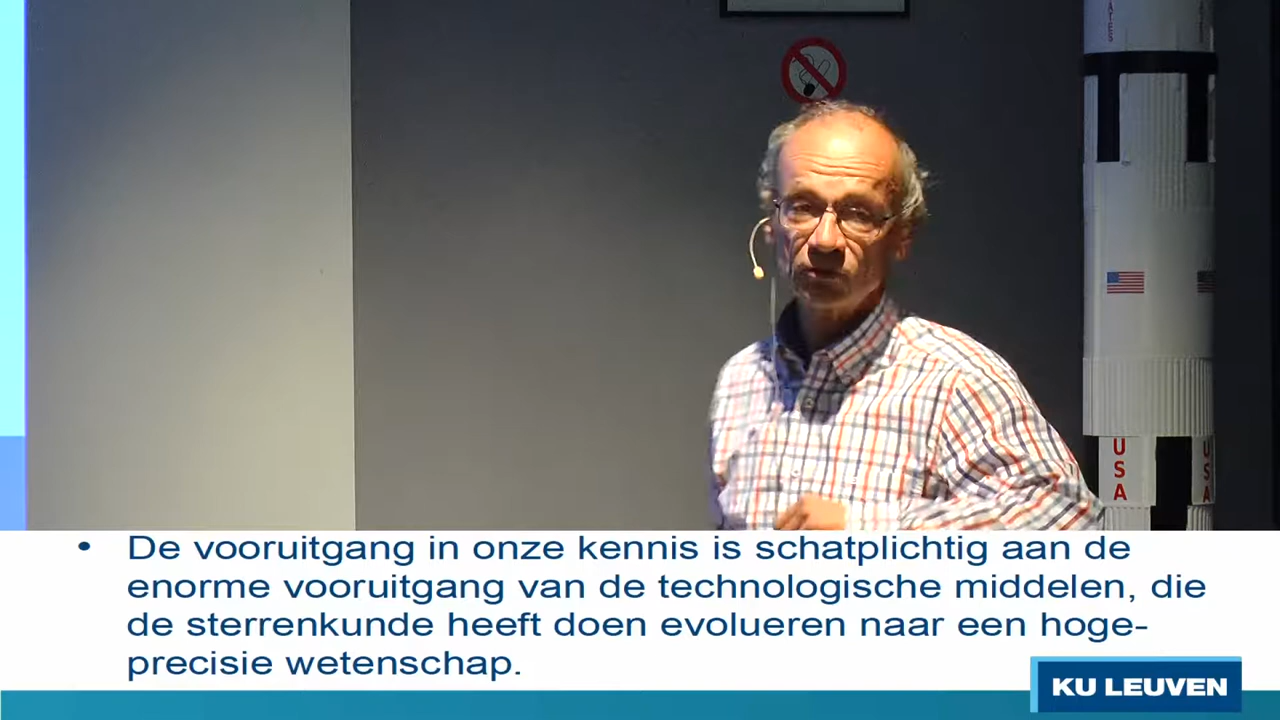 ATES
USA
USA
• De vooruitgang in onze kennis is schatplichtig aan de
enorme vooruitgang van de technologische middelen, die
de sterrenkunde heeft doen evolueren naar een hoge-
precisie wetenschap.
KU LEUVEN